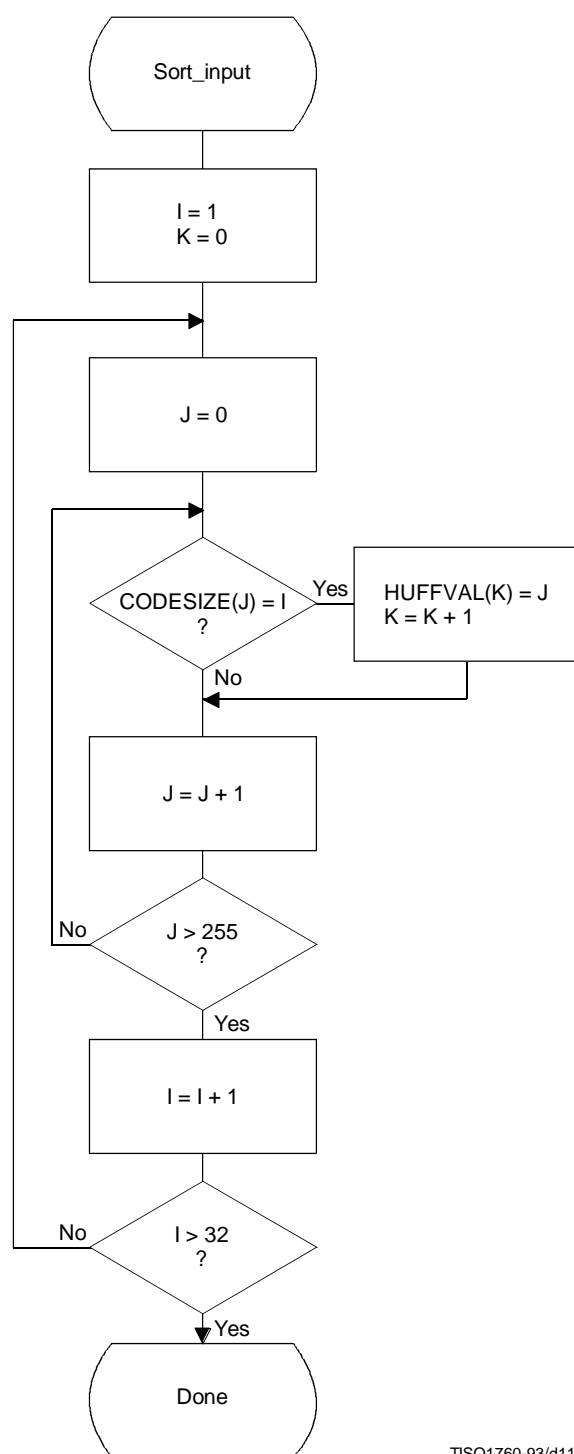 Sort_input
I = 1
K = 0
J = 0
CODESIZE(J) = I
?
Yes
HUFFVAL(K) = J
K = K + 1
No
J = J + 1
No
J > 255
?
Yes
I = I + 1
No
I > 32
?
Yes
Done
TISO1760-93/d11